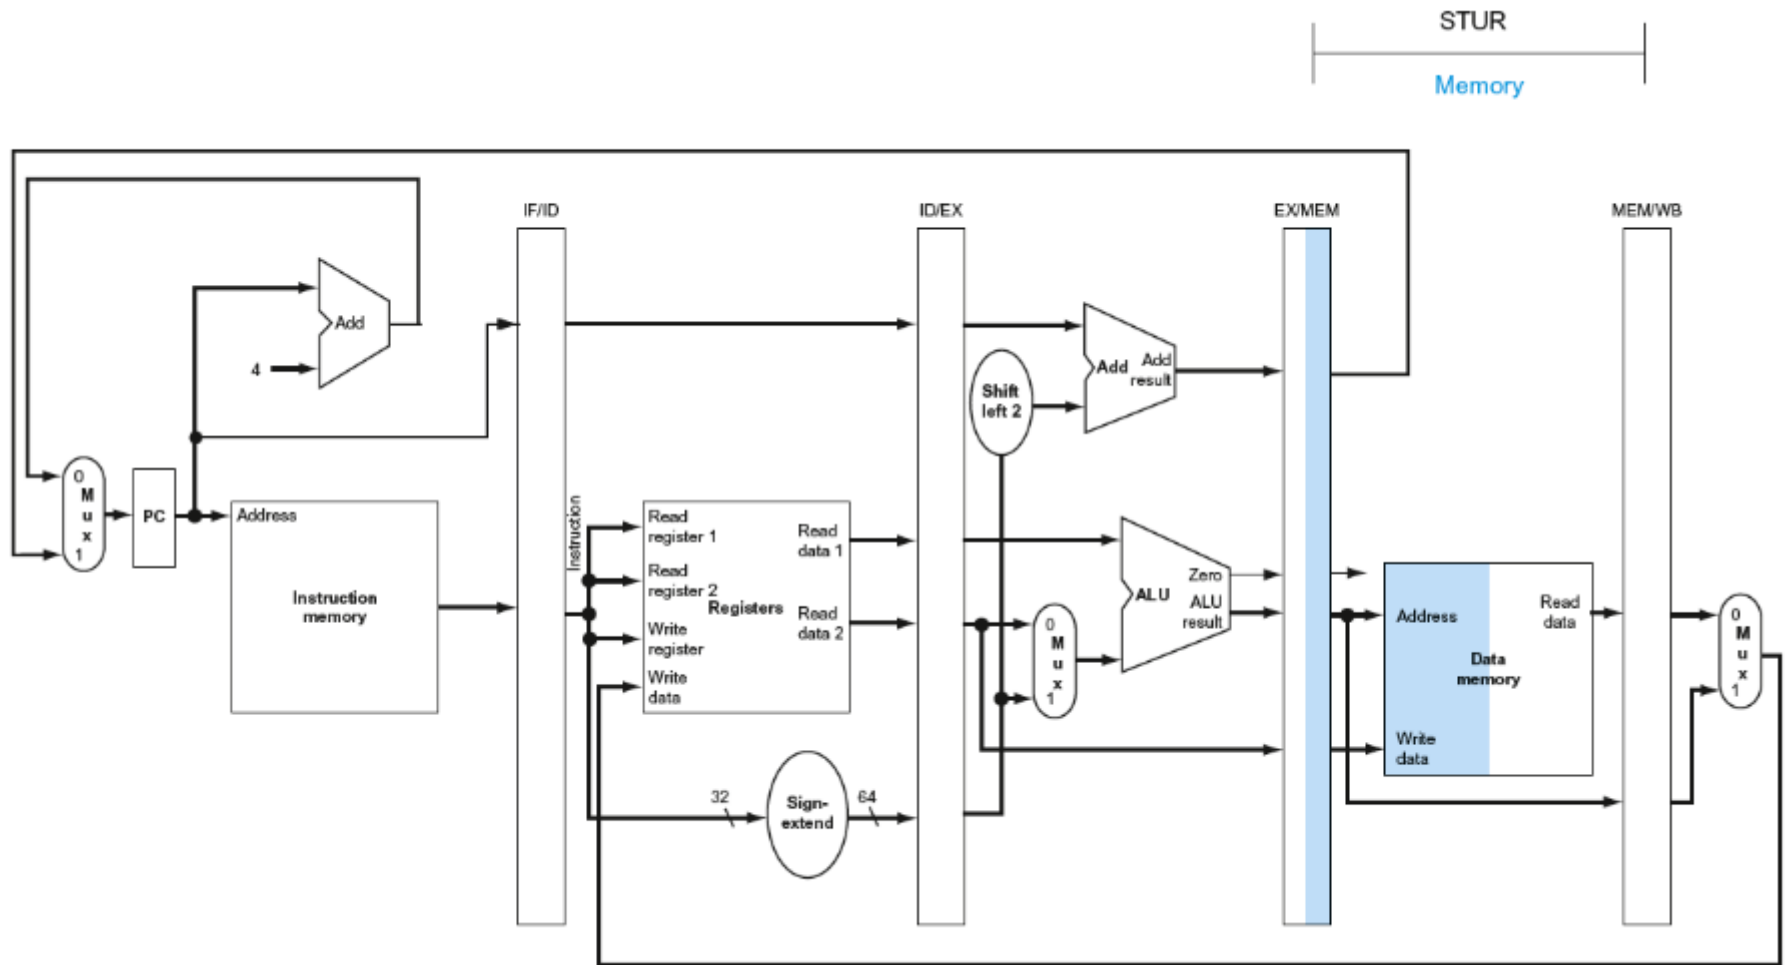 STUR
Memory
IF/ID
ID/EX
EX/MEM
MEM/WB
Add
4
Add
Add
result
Shift
left 2
0
M
u
x
1
PC
Address
Instruction
memory
Instruction
Read
register 1
Read
register 2
Write
register
Write
data
Registers
Read
data 1
Read
data 2
0
M
u
x
1
ALU
Zero
ALU
result
Address
Read
data
Data
memory
Write
data
0
M
u
x
1
32
Sign-
extend
64